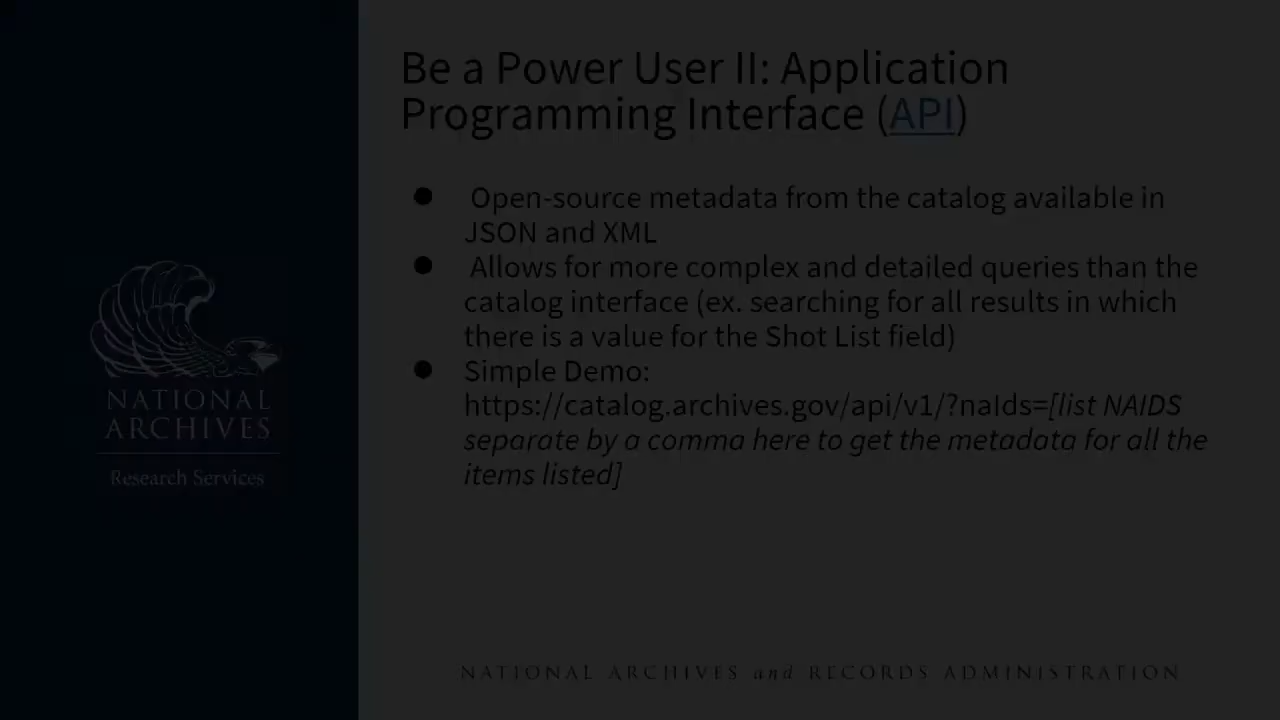 Be a Power User II: Application
Programming Interface (API)
● Open-source metadata from the catalog available in
JSON and XML
● Allows for more complex and detailed queries than the
catalog interface (ex. searching for all results in which
there is a value for the Shot List field)
● Simple Demo:
https://catalog.archives.gov/api/v1/?naIds=[list NAIDS
separate by a comma here to get the metadata for all the
items listed]
NATIONAL
ARCHIVES
Research Services
NATIONAL ARCHIVES and RECORDS ADMINISTRATION